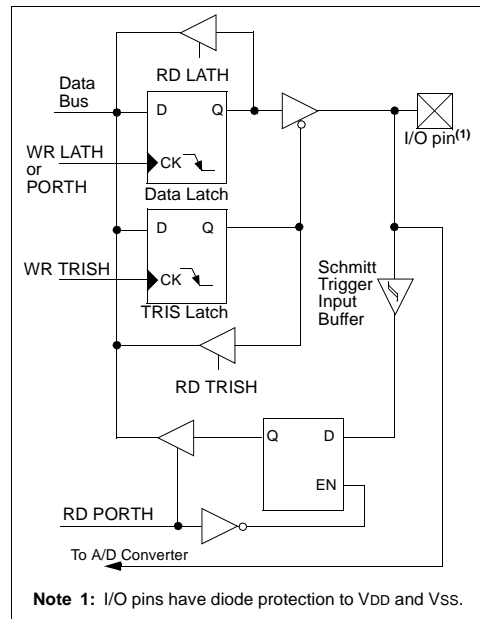 RD LATH
Data
Bus
D Q
I/O pin(1)
WR LATH
or
PORTH
CK
Data Latch
D Q
WR TRISH
CK
TRIS Latch
Schmitt
Trigger
Input
Buffer
RD TRISH
Q D
EN
RD PORTH
To A/D Converter
Note 1: I/O pins have diode protection to VDD and VSS.